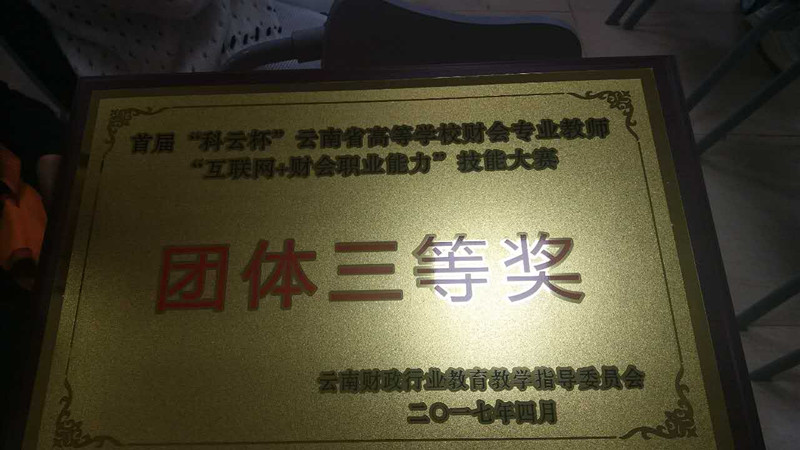 首届“科云杯”云南省高等学校财会专业教师
“互联网+财会职业能力”技能大赛
团体三等奖
云南财政行业教育教学指导委员会
二〇一七年四月